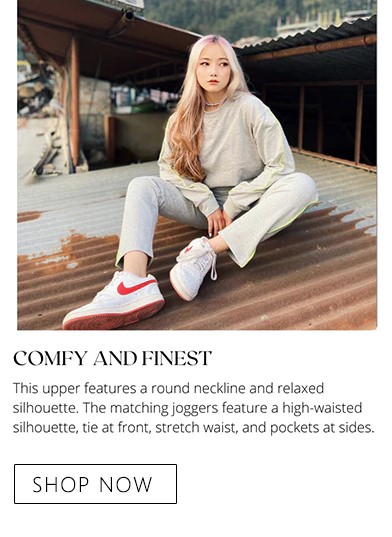 COMFY AND FINEST
This upper features a round neckline and relaxed
silhouette. The matching joggers feature a high-waisted
silhouette, tie at front, stretch waist, and pockets at sides.
SHOP NOW